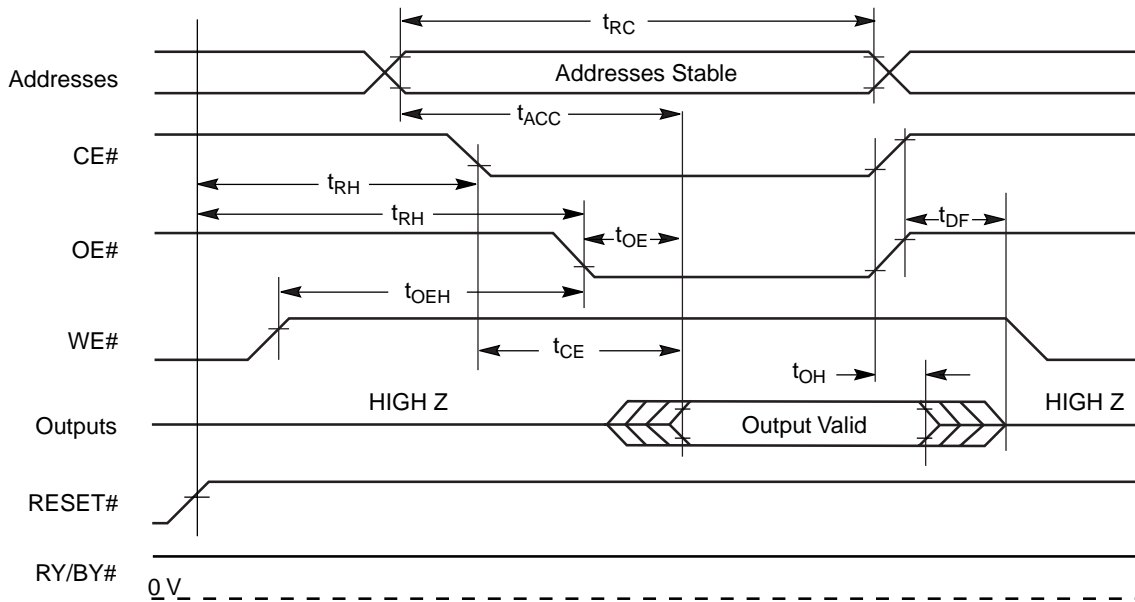 tRC
Addresses
Addresses Stable
tACC
CE#
tRH
tRH
tOE
tDF
OE#
tOEH
WE#
tCE
tOH
HIGH Z
HIGH Z
Outputs
Output Valid
RESET#
RY/BY#
0 V